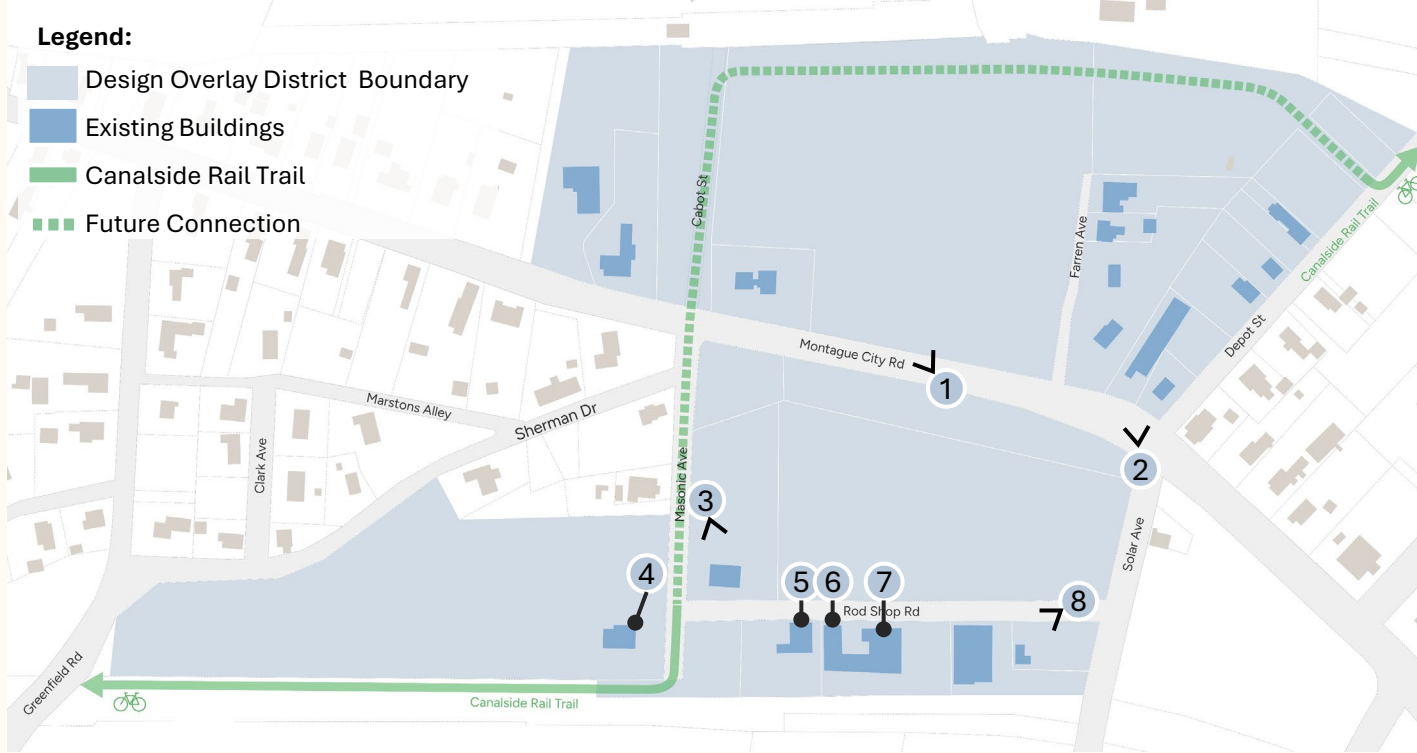 Legend:
Design Overlay District Boundary
Existing Buildings
Canalside Rail Trail
Future Connection
Cabot St
Farren Ave
Canalside Rail Trail
Montague City Rd
Depot St
1
Marstons Alley
Sherman Dr
Clark Ave
Masonic Ave
2
3
Solar Ave
4
5
6
7
8
Rod Shop Rd
Greenfield Rd
Canalside Rail Trail